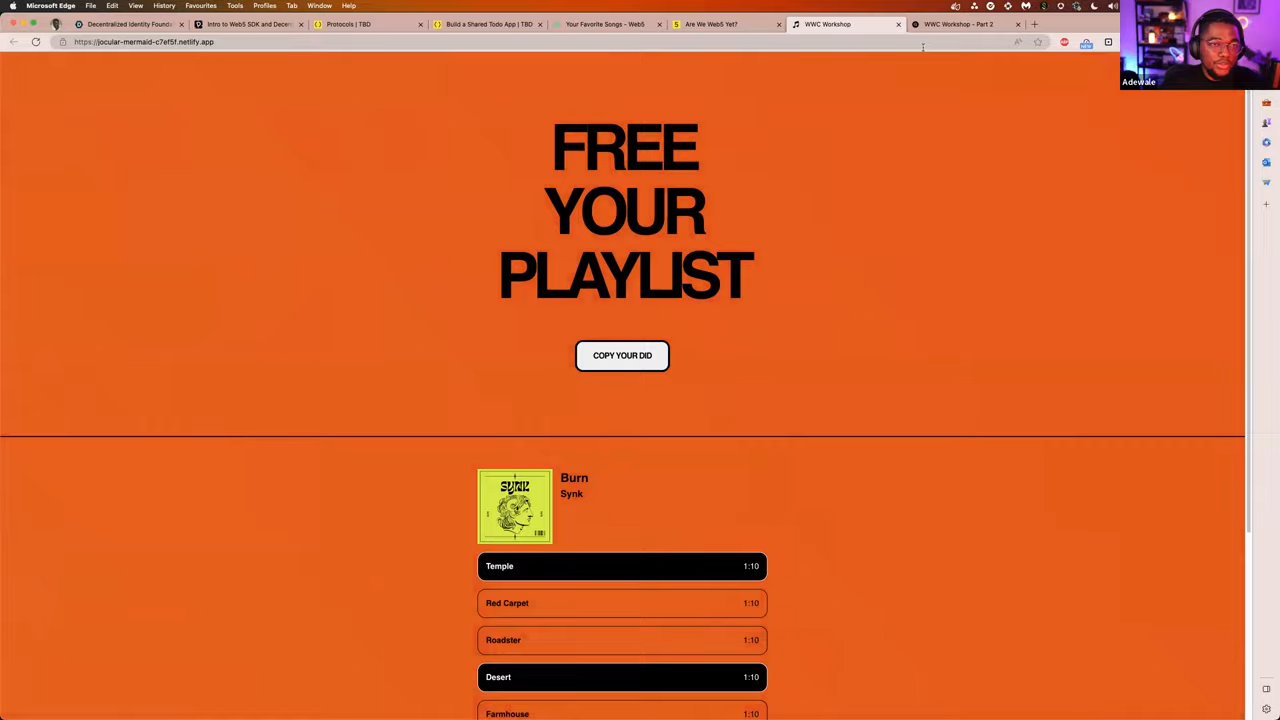 Microsoft Edge File Edit View History Favourites Tools Profiles Tab Window Help
Decentralized Identity Founda
Intro to Web5 SDK and Decen
Protocols | TBD
Build a Shared Todo App | TBD
Your Favorite Songs - Web5
Are We Web5 Yet?
WWC Workshop
WWC Workshop - Part 2
https://jocular-mermaid-c7ef5f.netlify.app
NEW
Adewale
FREE
YOUR
PLAYLIST
COPY YOUR DID
SYNK
Burn
Synk
Temple 1:10
Red Carpet 1:10
Roadster 1:10
Desert 1:10
Farmhouse 1:10